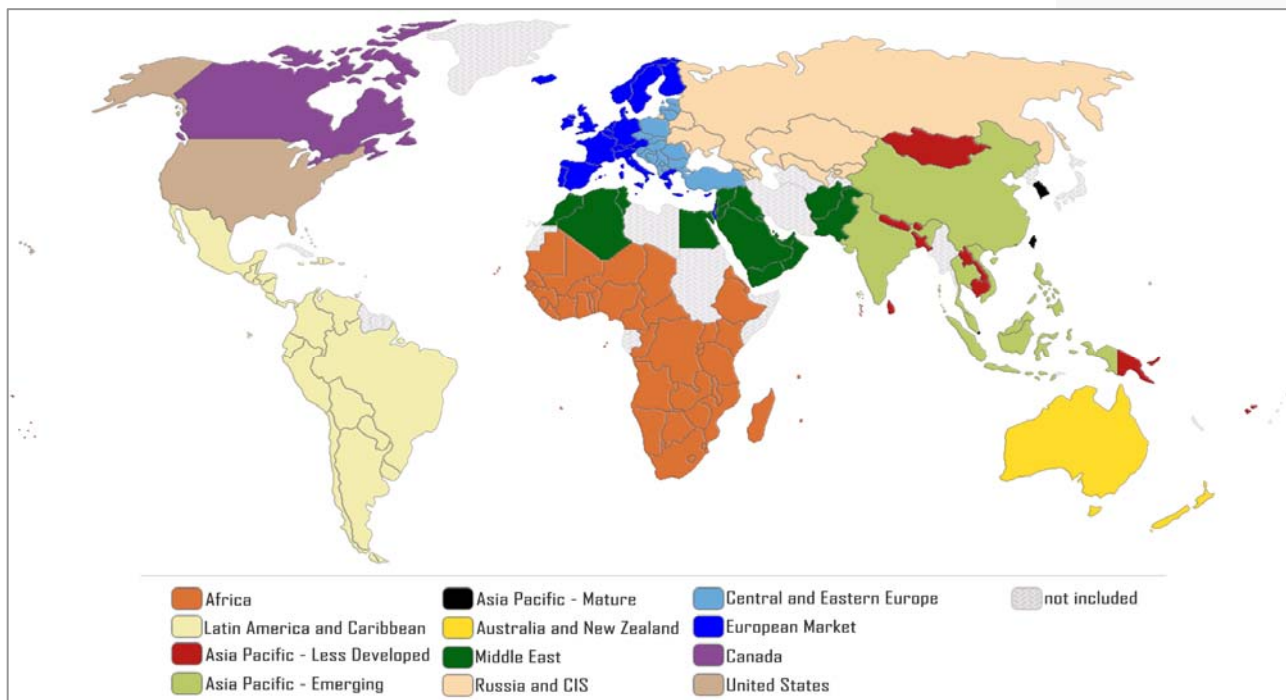 Africa
Latin America and Caribbean
Asia Pacific - Less Developed
Asia Pacific - Emerging
Asia Pacific - Mature
Australia and New Zealand
Middle East
Russia and CIS
Central and Eastern Europe
European Market
Canada
United States
not included